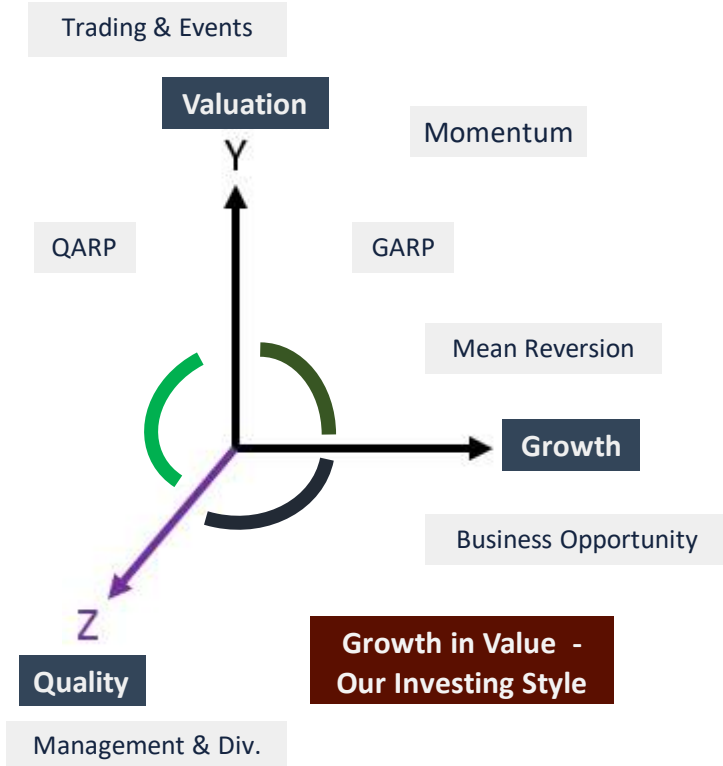 Trading & Events
Valuation
Momentum
Y
QARP
GARP
Mean Reversion
Growth
Business Opportunity
Z
Growth in Value -
Our Investing Style
Quality
Management & Div.